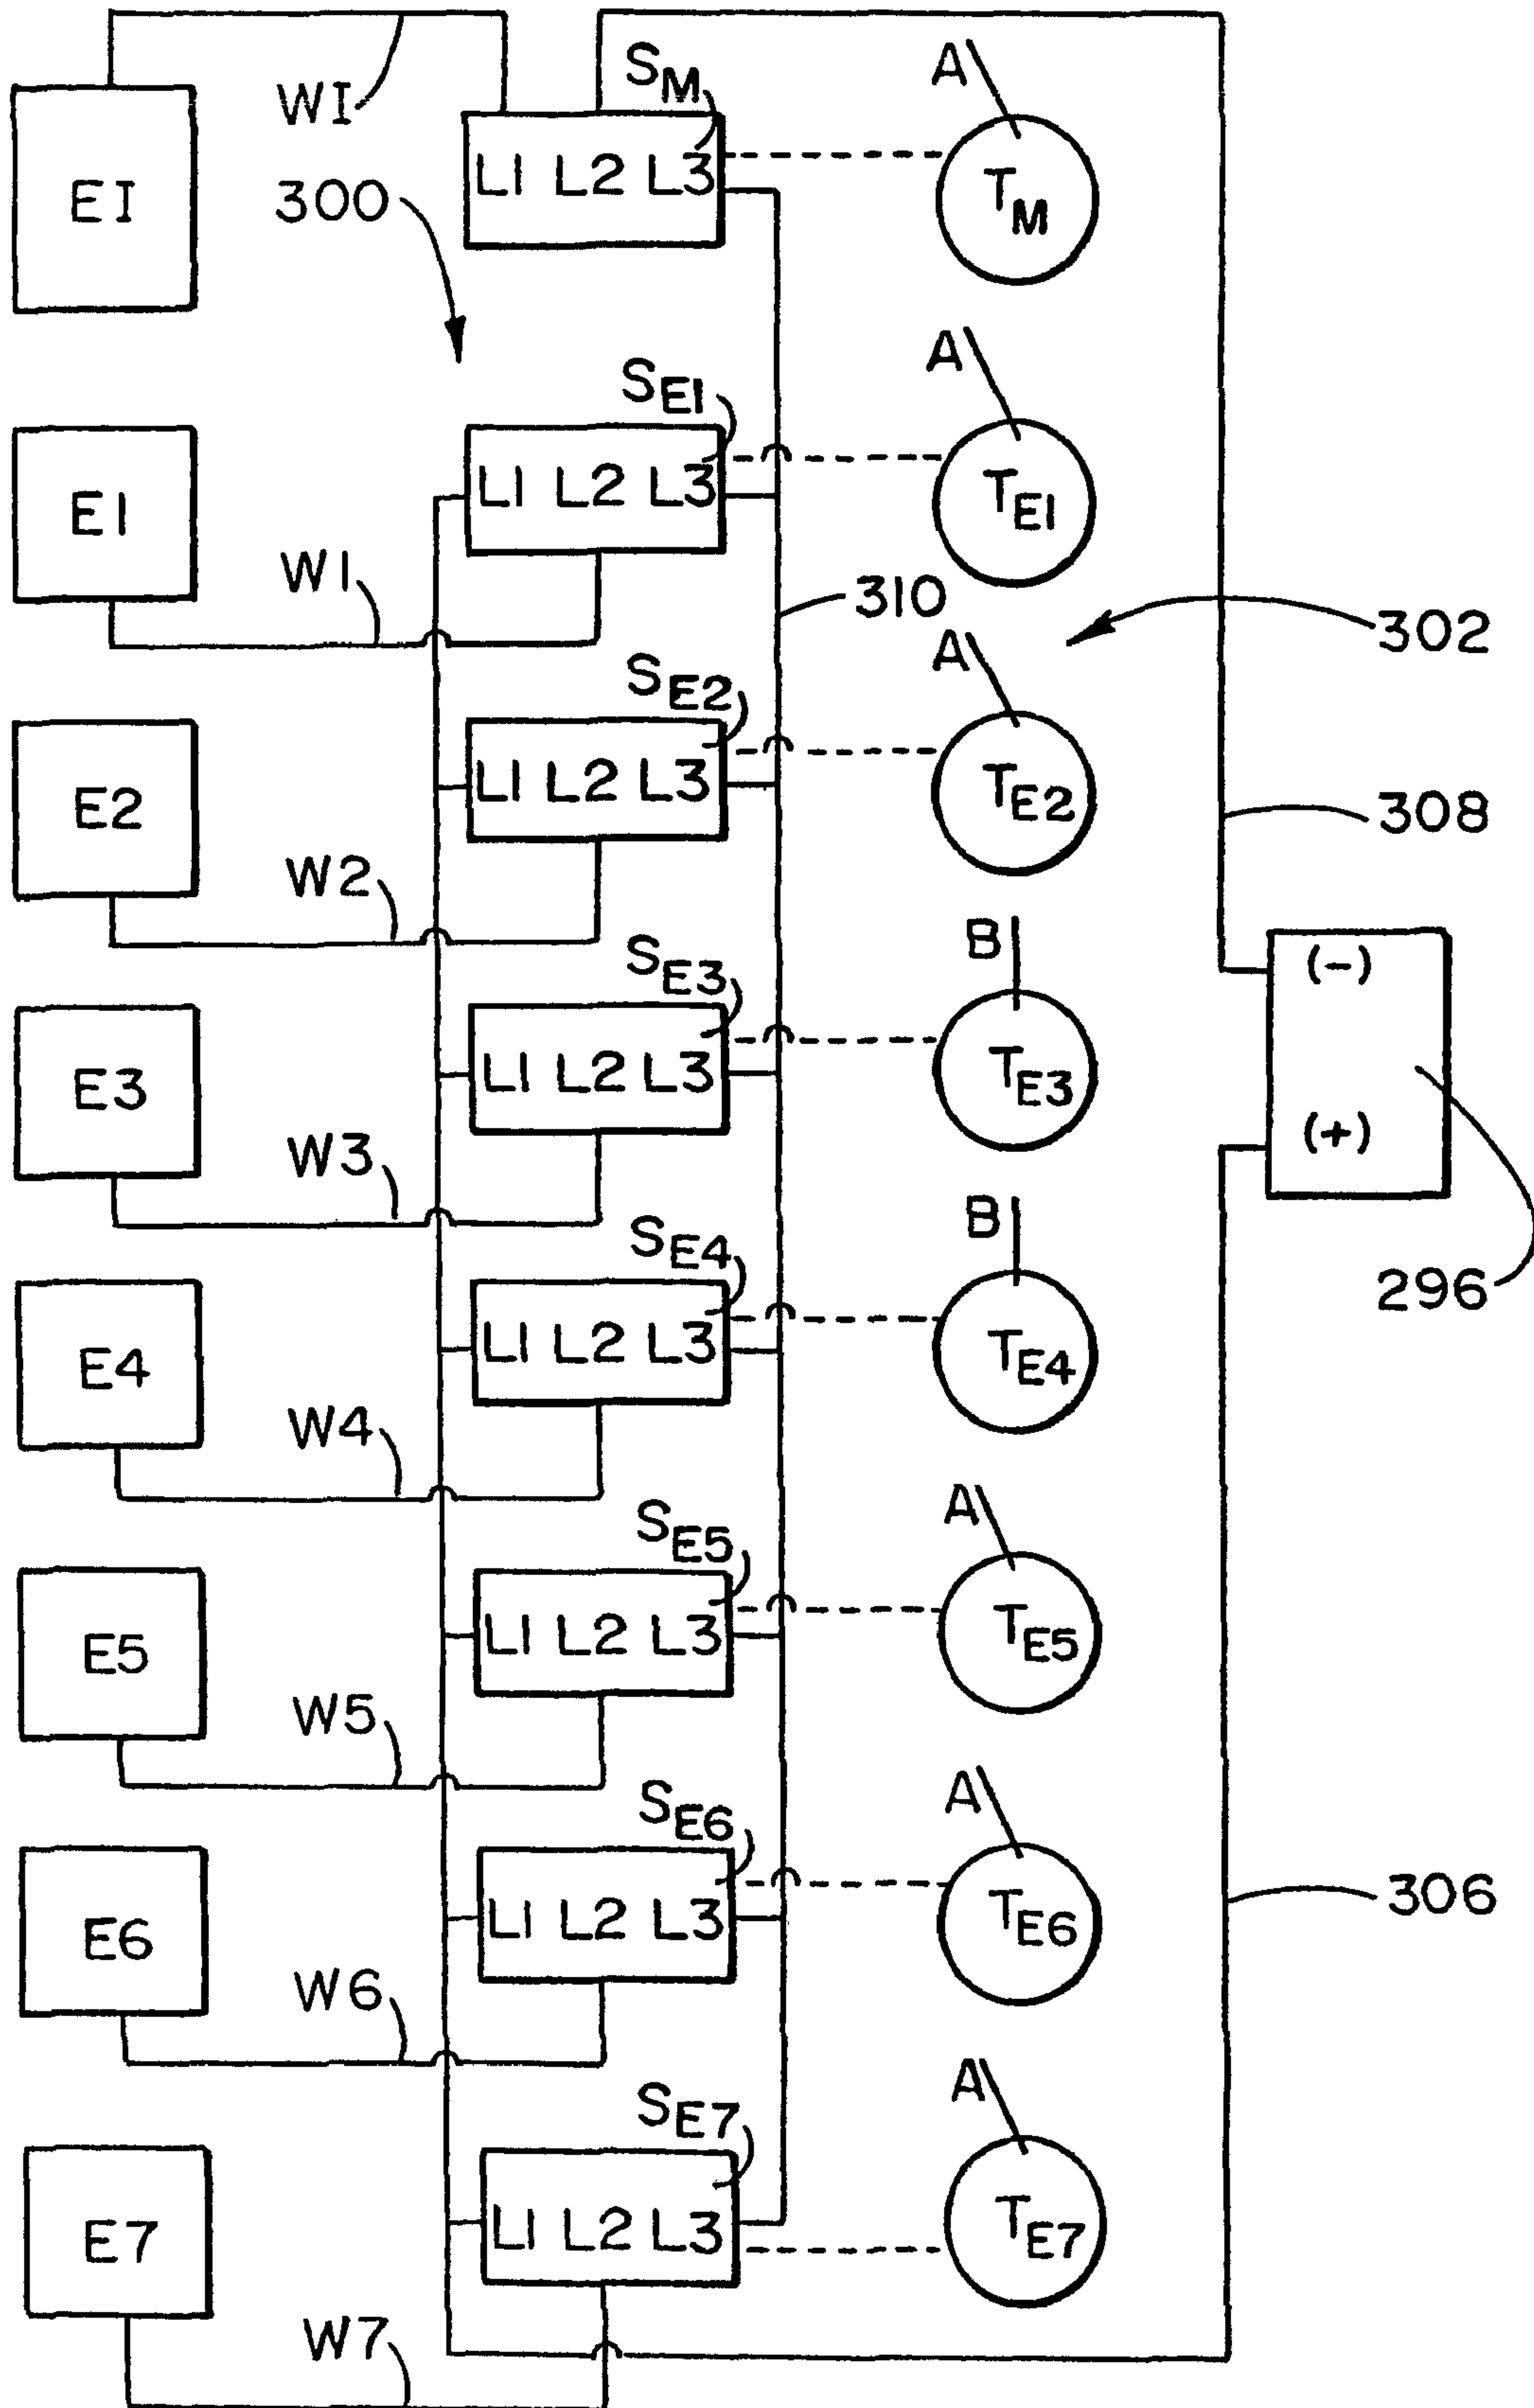 WI
SM
A
EI
L1 L2 L3
TM
300
A
SE1
E1
L1 L2 L3
TE1
W1
310
302
A
SE2
E2
L1 L2 L3
TE2
308
W2
B
SE3
(-)
E3
L1 L2 L3
TE3
(+)
W3
B
SE4
296
E4
L1 L2 L3
TE4
W4
A
SE5
E5
L1 L2 L3
TE5
W5
A
SE6
306
E6
L1 L2 L3
TE6
W6
A
SE7
E7
L1 L2 L3
TE7
W7